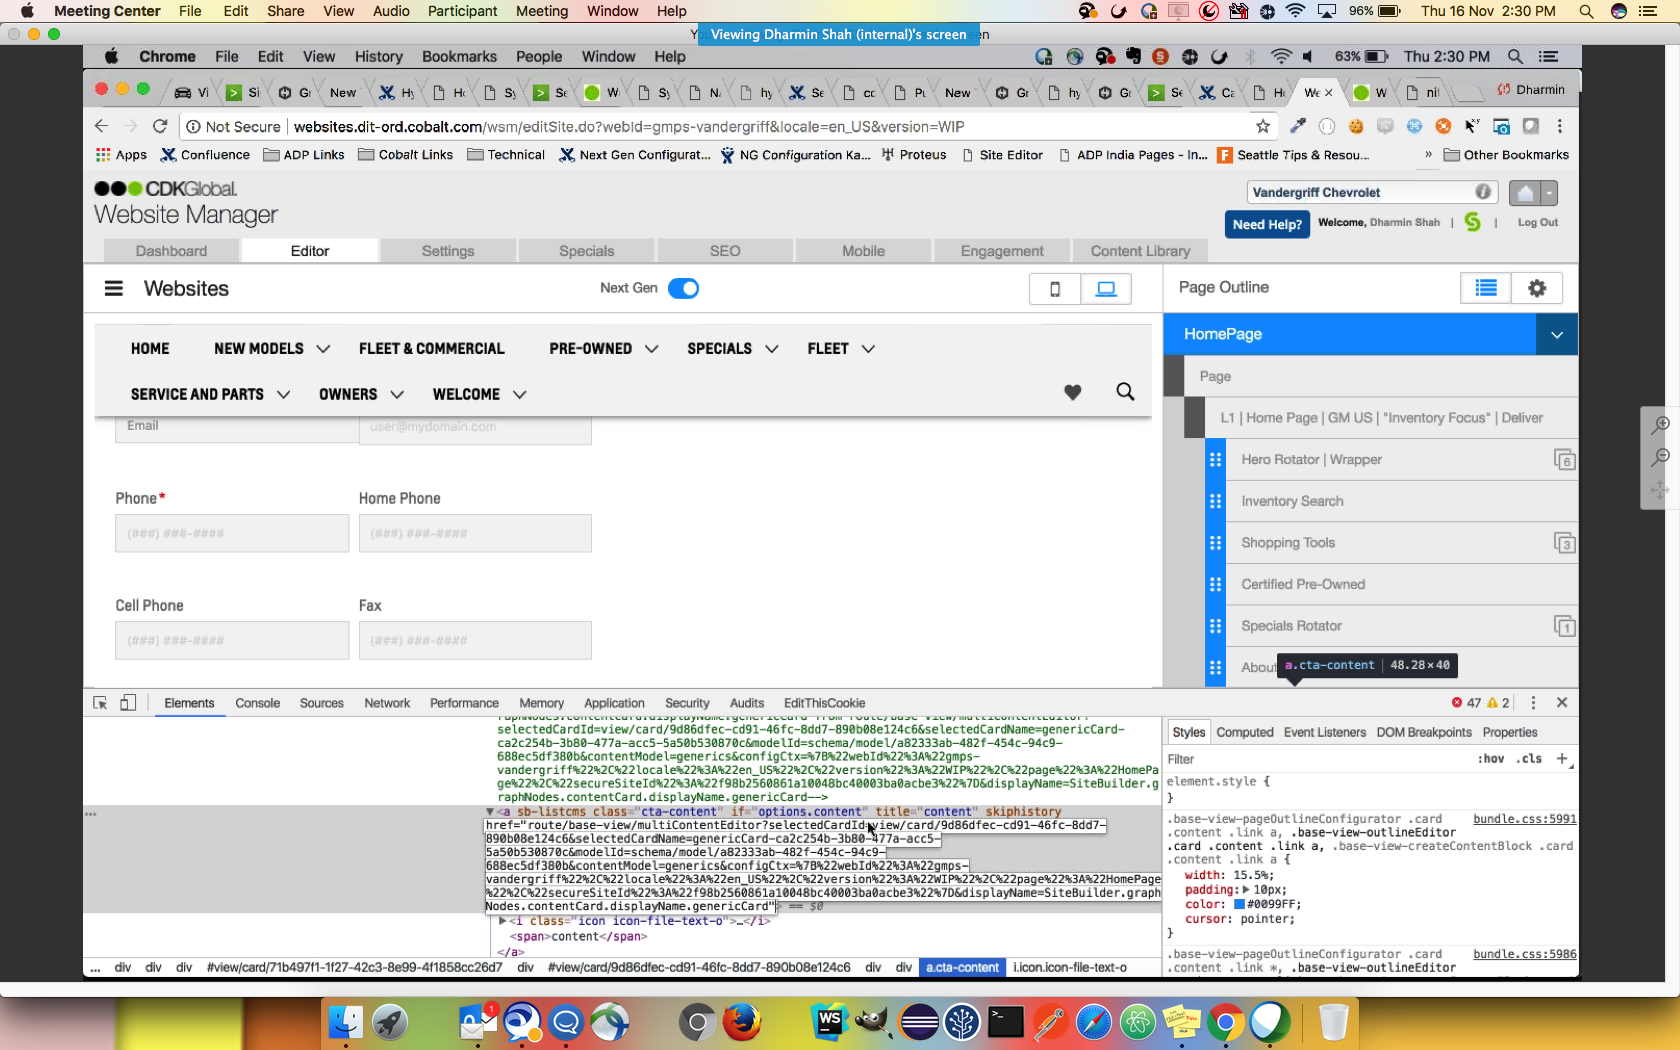 Meeting Center File Edit Share View Audio Participant Meeting Window Help 96% Thu 16 Nov 2:30 PM
Viewing Dharmin Shah (internal)'s screen
Chrome File Edit View History Bookmarks People Window Help 63% Thu 2:30 PM
Dharmin
Not Secure websites.dit-ord.cobalt.com/wsm/editSite.do?webId=gmps-vandergriff&locale=en_US&version=WIP
Apps Confluence ADP Links Cobalt Links Technical Next Gen Configurat... NG Configuration Ka... Proteus Site Editor ADP India Pages - In... Seattle Tips & Resou... » Other Bookmarks
CDKGlobal.
Website Manager
Vandergriff Chevrolet
Need Help? Welcome, Dharmin Shah | | Log Out
Dashboard Editor Settings Specials SEO Mobile Engagement Content Library
Websites Next Gen Page Outline
HOME NEW MODELS FLEET & COMMERCIAL PRE-OWNED SPECIALS FLEET
SERVICE AND PARTS OWNERS WELCOME
Email user@mydomain.com
Phone* Home Phone
(###) ###-#### (###) ###-####
Cell Phone Fax
(###) ###-#### (###) ###-####
HomePage
Page
L1 | Home Page | GM US | "Inventory Focus" | Deliver
Hero Rotator | Wrapper 6
Inventory Search
Shopping Tools 3
Certified Pre-Owned
Specials Rotator 1
About
a.cta-content 48.28×40
Elements Console Sources Network Performance Memory Application Security Audits EditThisCookie 47 2
selectedCardId=view/card/9d86dfec-cd91-46fc-8dd7-890b08e124c6&selectedCardName=genericCard-
ca2c254b-3b80-477a-acc5-5a50b530870c&modelId=schema/model/a82333ab-482f-454c-94c9-
688ec5df380b&contentModel=generics&configCtx=%7B%22webId%22%3A%22gmps-
vandergriff%22%2C%22locale%22%3A%22en_US%22%2C%22version%22%3A%22WIP%22%2C%22page%22%3A%22HomePa
ge%22%2C%22secureSiteId%22%3A%22f98b2560861a10048bc40003ba0acbe3%22%7D&displayName=SiteBuilder.g
raphNodes.contentCard.displayName.genericCard-->
<a sb-listcms class="cta-content" if="options.content" title="content" skiphistory
href="route/base-view/multiContentEditor?selectedCardId=view/card/9d86dfec-cd91-46fc-8dd7-
890b08e124c6&selectedCardName=genericCard-ca2c254b-3b80-477a-acc5-
5a50b530870c&modelId=schema/model/a82333ab-482f-454c-94c9-
688ec5df380b&contentModel=generics&configCtx=%7B%22webId%22%3A%22gmps-
vandergriff%22%2C%22locale%22%3A%22en_US%22%2C%22version%22%3A%22WIP%22%2C%22page%22%3A%22HomePage
%22%2C%22secureSiteId%22%3A%22f98b2560861a10048bc40003ba0acbe3%22%7D&displayName=SiteBuilder.graph
Nodes.contentCard.displayName.genericCard" == $0
<i class="icon icon-file-text-o">…</i>
<span>content</span>
</a>
... div div div #view/card/71b497f1-1f27-42c3-8e99-4f1858cc26d7 div #view/card/9d86dfec-cd91-46fc-8dd7-890b08e124c6 div div a.cta-content i.icon.icon-file-text-o
Styles Computed Event Listeners DOM Breakpoints Properties
Filter :hov .cls +
element.style {
}
.base-view-pageOutlineConfigurator .card bundle.css:5991
.content .link a, .base-view-outlineEditor
.card .content .link a, .base-view-createContentBlock .card
.content .link a {
width: 15.5%;
padding: 10px;
color: #0099FF;
cursor: pointer;
}
.base-view-pageOutlineConfigurator .card bundle.css:5986
.content .link *, .base-view-outlineEditor